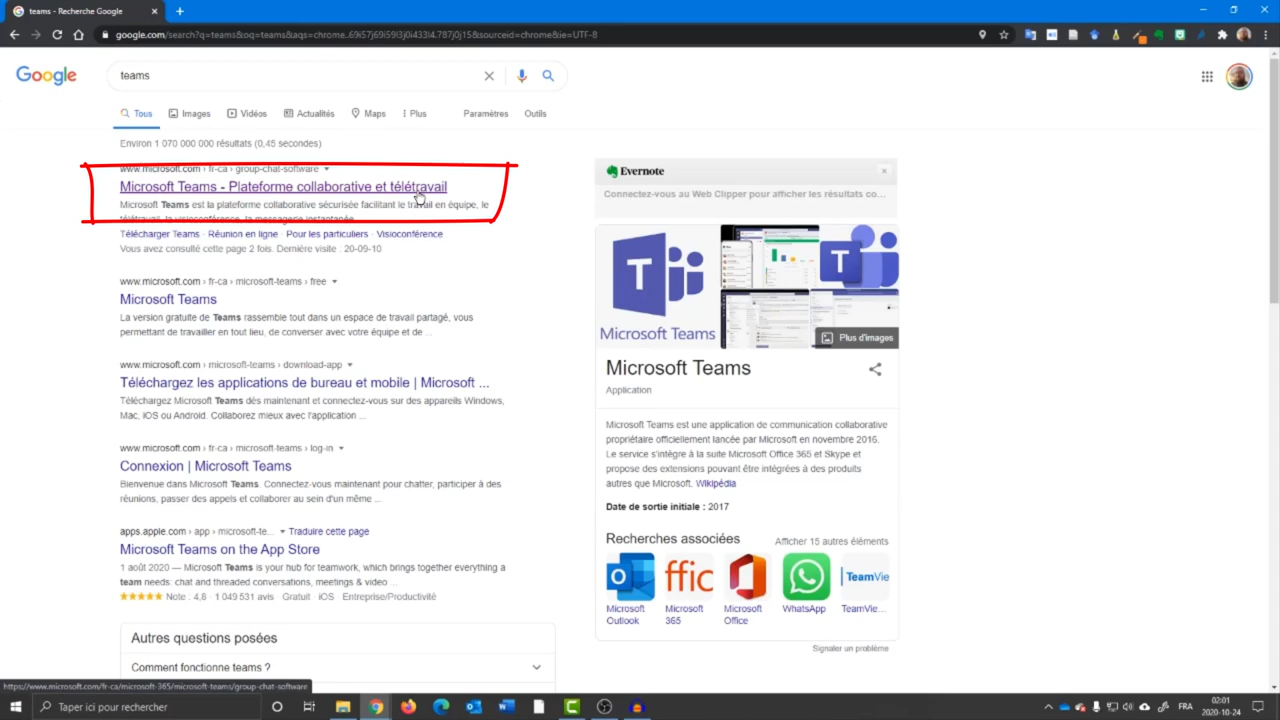 teams - Recherche Google
google.com/search?q=teams&oq=teams&aqs=chrome..69i57j69i59l3j0i433l4.787j0j15&sourceid=chrome&ie=UTF-8
Google
teams
Tous Images Vidéos Actualités Maps Plus Paramètres Outils
Environ 1 070 000 000 résultats (0,45 secondes)
www.microsoft.com › fr-ca › group-chat-software
Microsoft Teams - Plateforme collaborative et télétravail
Microsoft Teams est la plateforme collaborative sécurisée facilitant le travail en équipe, le
télétravail, la visioconférence, la messagerie instantanée.
Télécharger Teams · Réunion en ligne · Pour les particuliers · Visioconférence
Vous avez consulté cette page 2 fois. Dernière visite : 20-09-10
www.microsoft.com › fr-ca › microsoft-teams › free
Microsoft Teams
La version gratuite de Teams rassemble tout dans un espace de travail partagé, vous
permettant de travailler en tout lieu, de converser avec votre équipe et de ...
www.microsoft.com › microsoft-teams › download-app
Téléchargez les applications de bureau et mobile | Microsoft ...
Téléchargez Microsoft Teams dès maintenant et connectez-vous sur des appareils Windows,
Mac, iOS ou Android. Collaborez mieux avec l'application ...
www.microsoft.com › fr-ca › microsoft-teams › log-in
Connexion | Microsoft Teams
Bienvenue dans Microsoft Teams. Connectez-vous maintenant pour chatter, participer à des
réunions, passer des appels et collaborer au sein d'un même ...
apps.apple.com › app › microsoft-te... Traduire cette page
Microsoft Teams on the App Store
1 août 2020 — Microsoft Teams is your hub for teamwork, which brings together everything a
team needs: chat and threaded conversations, meetings & video ...
Note : 4,8 · 1 049 531 avis · Gratuit · iOS · Entreprise/Productivité
Autres questions posées
Comment fonctionne teams ?
Evernote
Connectez-vous au Web Clipper pour afficher les résultats co...
Microsoft Teams
Plus d'images
Microsoft Teams
Application
Microsoft Teams est une application de communication collaborative
propriétaire officiellement lancée par Microsoft en novembre 2016.
Le service s'intègre à la suite Microsoft Office 365 et Skype et
propose des extensions pouvant être intégrées à des produits
autres que Microsoft. Wikipédia
Date de sortie initiale : 2017
Recherches associées Afficher 15 autres éléments
ffic TeamVie
Microsoft Outlook
Microsoft 365
Microsoft Office
WhatsApp
TeamVie...
Signaler un problème
https://www.microsoft.com/fr-ca/microsoft-365/microsoft-teams/group-chat-software
Taper ici pour rechercher
FRA
02:01
2020-10-24